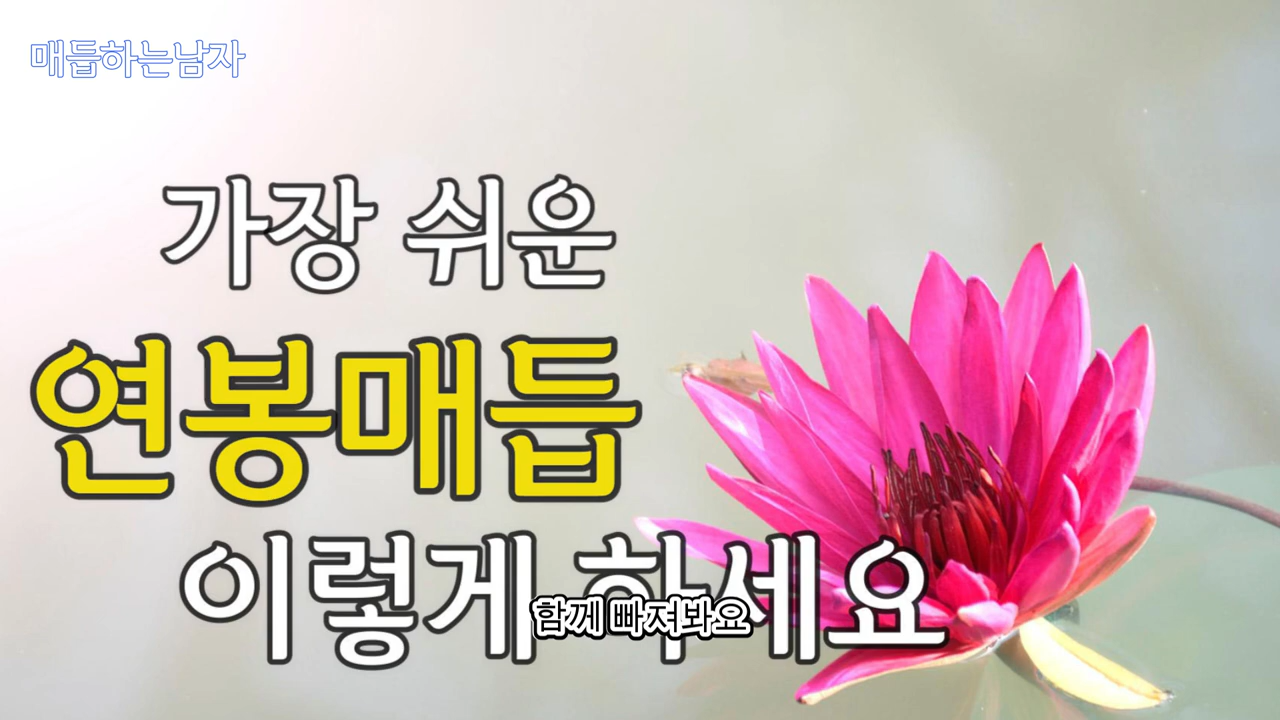 매듭하는남자
가장 쉬운
연봉매듭
이렇게 하세요
함께 빠져봐요